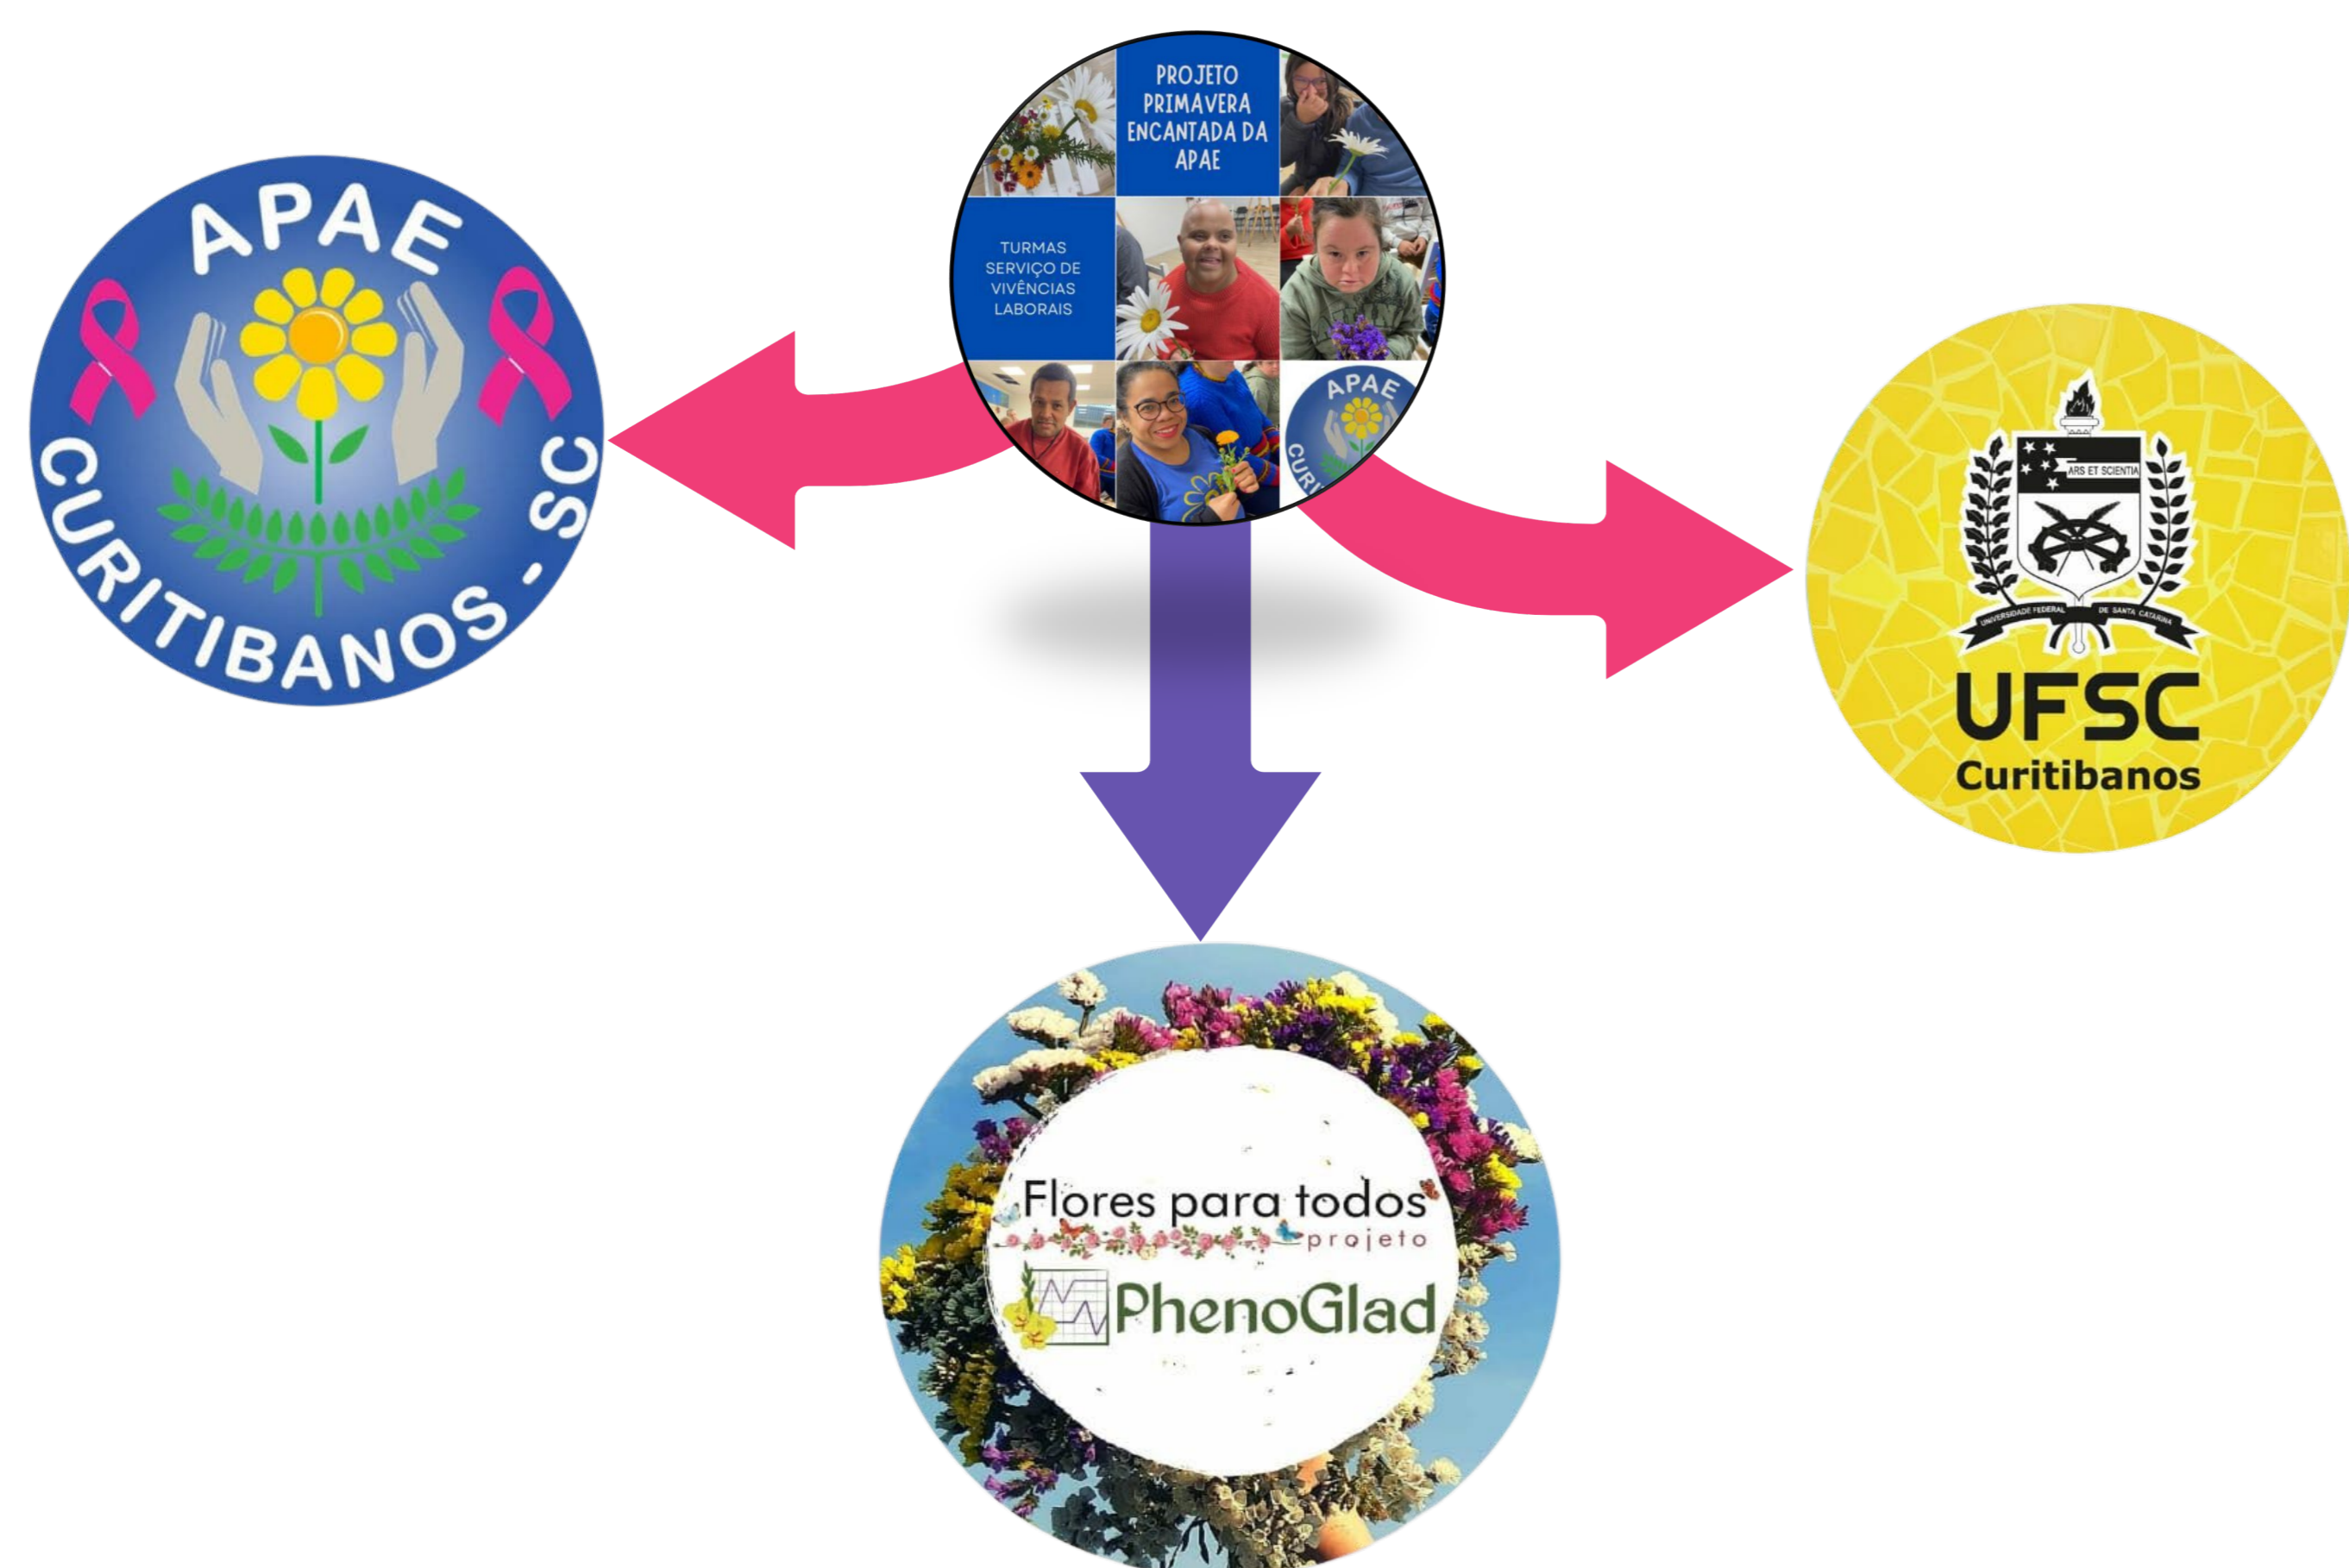 PROJETO
PRIMAVERA
ENCANTADA DA
APAE
TURMAS
SERVIÇO DE
VIVÊNCIAS
LABORAIS
APAE
CURI
APAE
CURITIBANOS - SC
ARS ET SCIENTIA
UNIVERSIDADE FEDERAL DE SANTA CATARINA
UFSC
Curitibanos
Flores para todos
projeto
PhenoGlad